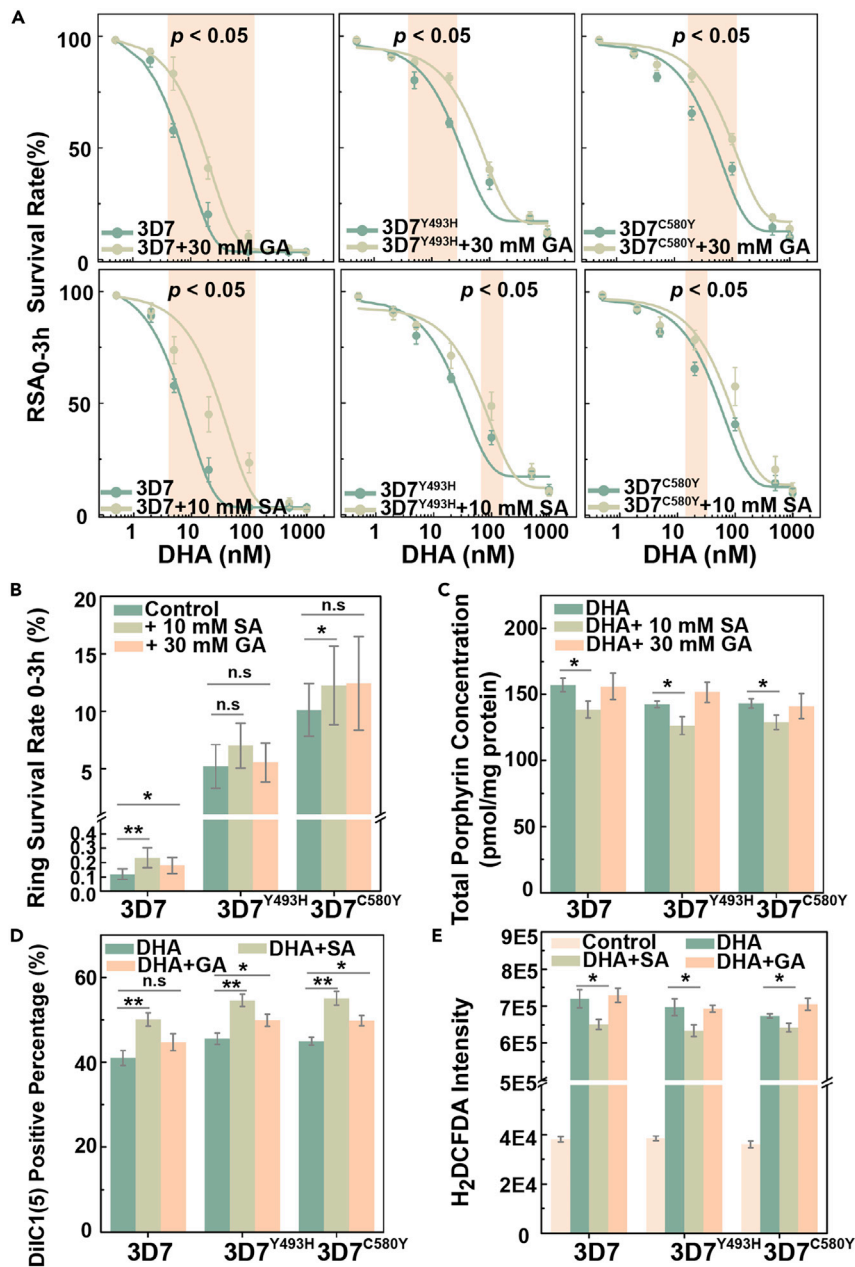 A
100
50
0
p < 0.05
3D7
3D7+30 mM GA
p < 0.05
3D7Y493H
3D7Y493H+30 mM GA
p < 0.05
3D7C580Y
3D7C580Y+30 mM GA
RSA0-3h Survival Rate(%)
100
50
0
p < 0.05
3D7
3D7+10 mM SA
p < 0.05
3D7Y493H
3D7Y493H+10 mM SA
p < 0.05
3D7C580Y
3D7C580Y+10 mM SA
1 10 100 1000
1 10 100 1000
1 10 100 1000
DHA (nM)
DHA (nM)
DHA (nM)
B
Ring Survival Rate 0-3h (%)
15
10
5
0.4
0.3
0.2
0.1
0.0
Control
+ 10 mM SA
+ 30 mM GA
*
**
n.s
n.s
n.s
*
3D7 3D7Y493H 3D7C580Y
C
Total Porphyrin Concentration
(pmol/mg protein)
200
150
100
150
0
DHA
DHA+ 10 mM SA
DHA+ 30 mM GA
*
*
*
3D7 3D7Y493H 3D7C580Y
D
DilC1(5) Positive Percentage (%)
60
40
20
0
DHA
DHA+SA
DHA+GA
n.s
**
*
**
*
**
3D7 3D7Y493H 3D7C580Y
E
H2DCFDA Intensity
9E5
8E5
7E5
6E5
5E5
6E4
4E4
2E4
Control
DHA
DHA+SA
DHA+GA
*
*
*
3D7 3D7Y493H 3D7C580Y